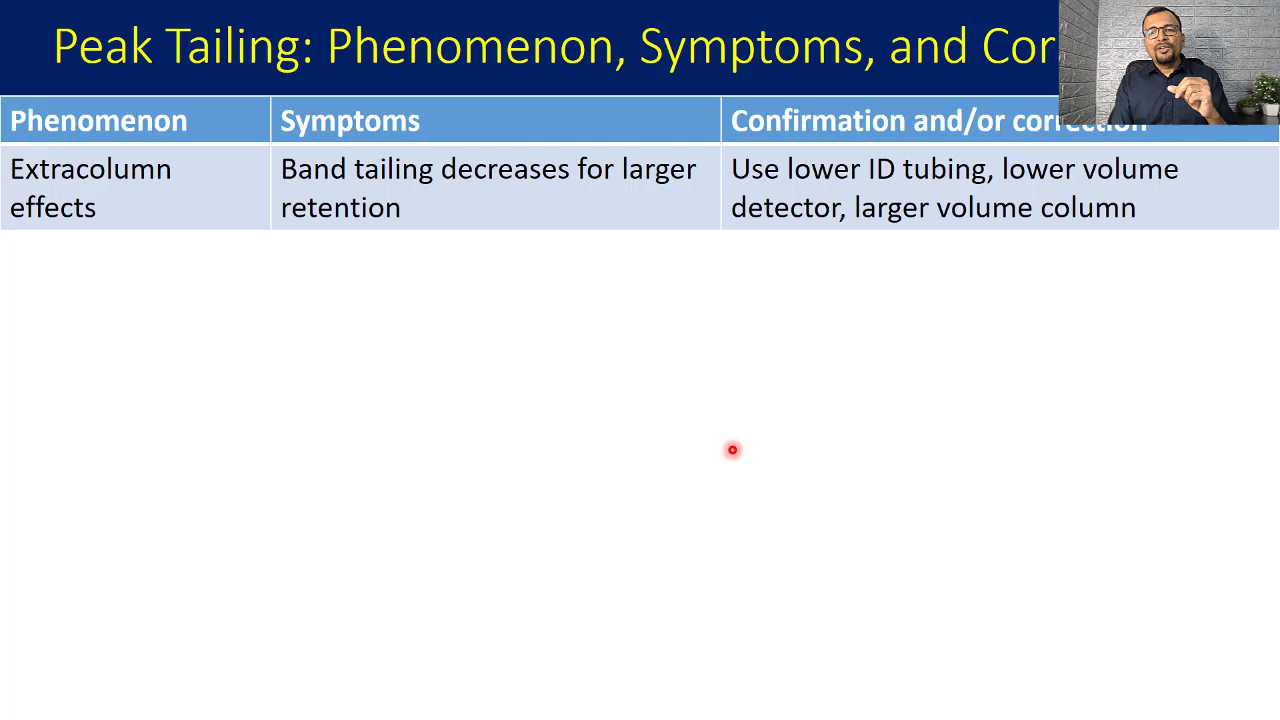 Peak Tailing: Phenomenon, Symptoms, and Cor
Phenomenon Symptoms Confirmation and/or correction
Extracolumn Band tailing decreases for larger Use lower ID tubing, lower volume
effects retention detector, larger volume column